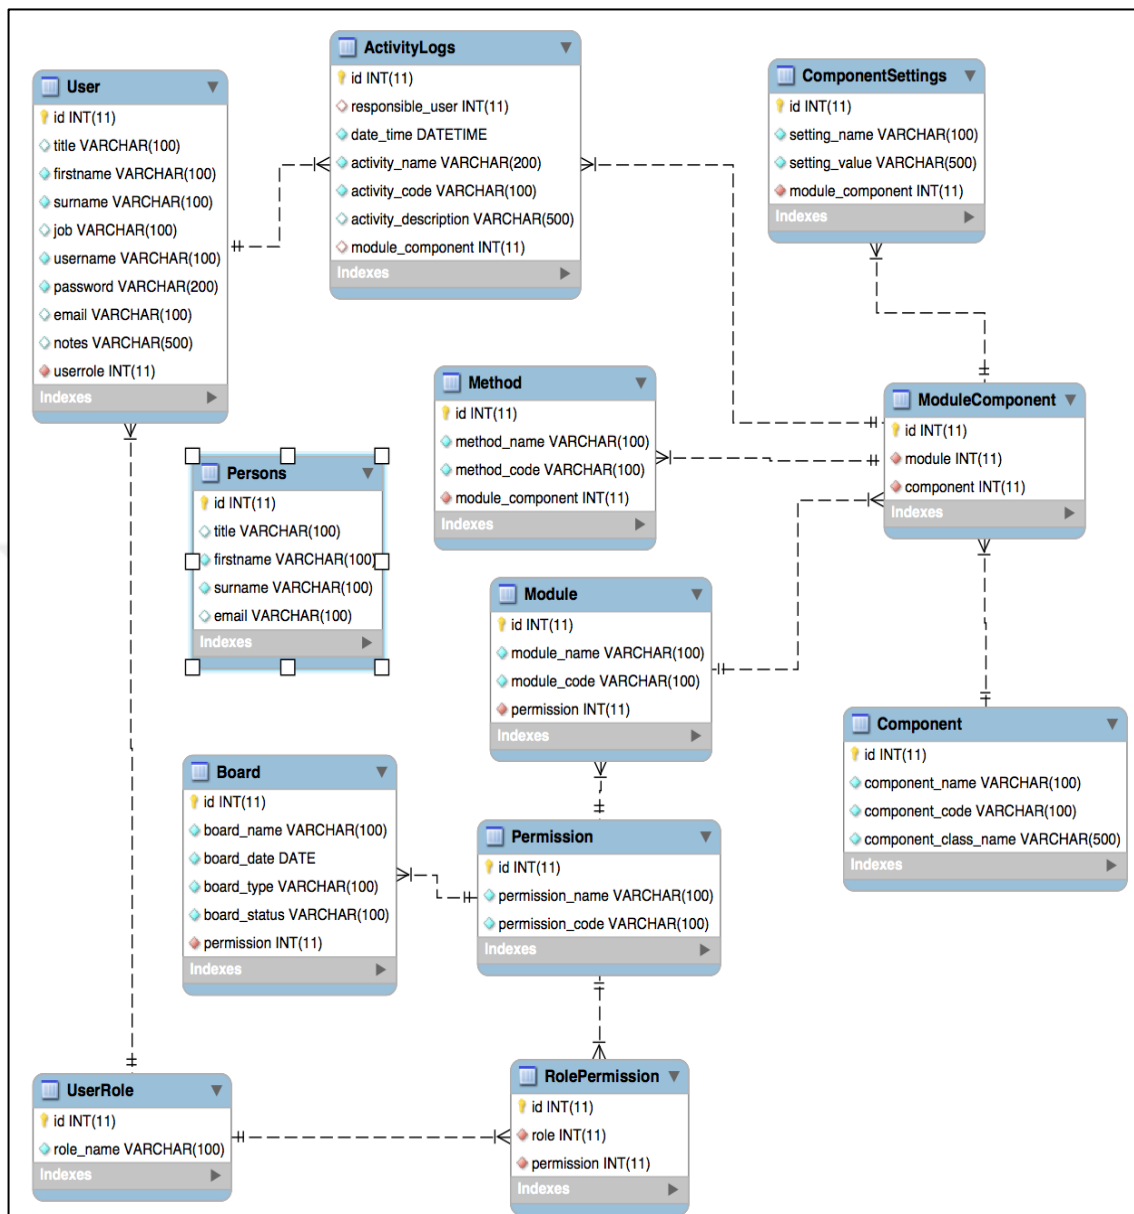 User
id INT(11)
title VARCHAR(100)
firstname VARCHAR(100)
surname VARCHAR(100)
job VARCHAR(100)
username VARCHAR(100)
password VARCHAR(200)
email VARCHAR(100)
notes VARCHAR(500)
userrole INT(11)
Indexes
ActivityLogs
id INT(11)
responsible_user INT(11)
date_time DATETIME
activity_name VARCHAR(200)
activity_code VARCHAR(100)
activity_description VARCHAR(500)
module_component INT(11)
Indexes
ComponentSettings
id INT(11)
setting_name VARCHAR(100)
setting_value VARCHAR(500)
module_component INT(11)
Indexes
Method
id INT(11)
method_name VARCHAR(100)
method_code VARCHAR(100)
module_component INT(11)
Indexes
ModuleComponent
id INT(11)
module INT(11)
component INT(11)
Indexes
Persons
id INT(11)
title VARCHAR(100)
firstname VARCHAR(100)
surname VARCHAR(100)
email VARCHAR(100)
Indexes
Module
id INT(11)
module_name VARCHAR(100)
module_code VARCHAR(100)
permission INT(11)
Indexes
Component
id INT(11)
component_name VARCHAR(100)
component_code VARCHAR(100)
component_class_name VARCHAR(500)
Indexes
Board
id INT(11)
board_name VARCHAR(100)
board_date DATE
board_type VARCHAR(100)
board_status VARCHAR(100)
permission INT(11)
Indexes
Permission
id INT(11)
permission_name VARCHAR(100)
permission_code VARCHAR(100)
Indexes
UserRole
id INT(11)
role_name VARCHAR(100)
Indexes
RolePermission
id INT(11)
role INT(11)
permission INT(11)
Indexes